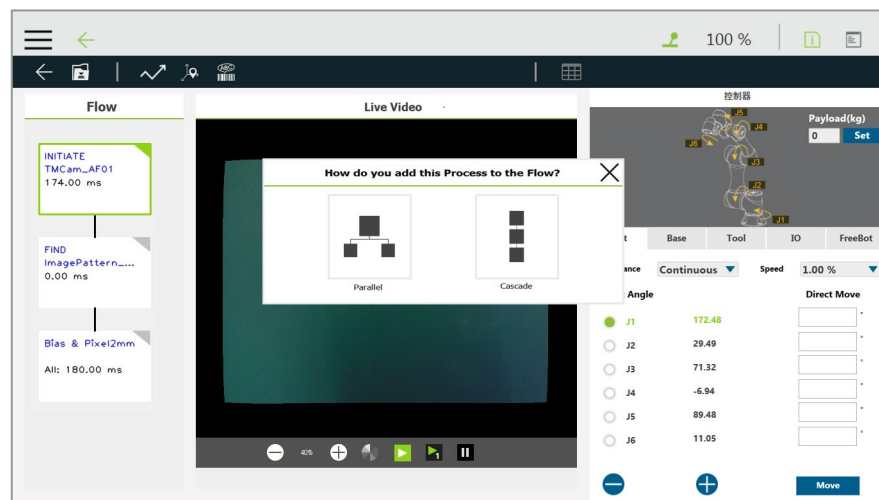 100 %
Flow
Live Video
控制器
INITIATE
TMCam_AF01
174.00 ms
FIND
ImagePattern_...
0.00 ms
Bias & Pixel2mm
All: 180.00 ms
How do you add this Process to the Flow?
Parallel
Cascade
40%
J5
J4
J6
J3
J2
J1
Payload(kg)
0
Set
t
Base
Tool
IO
FreeBot
ance
Continuous
Speed
1.00 %
Angle
Direct Move
J1
172.48
°
J2
29.49
°
J3
71.32
°
J4
-6.94
°
J5
89.48
°
J6
11.05
°
Move